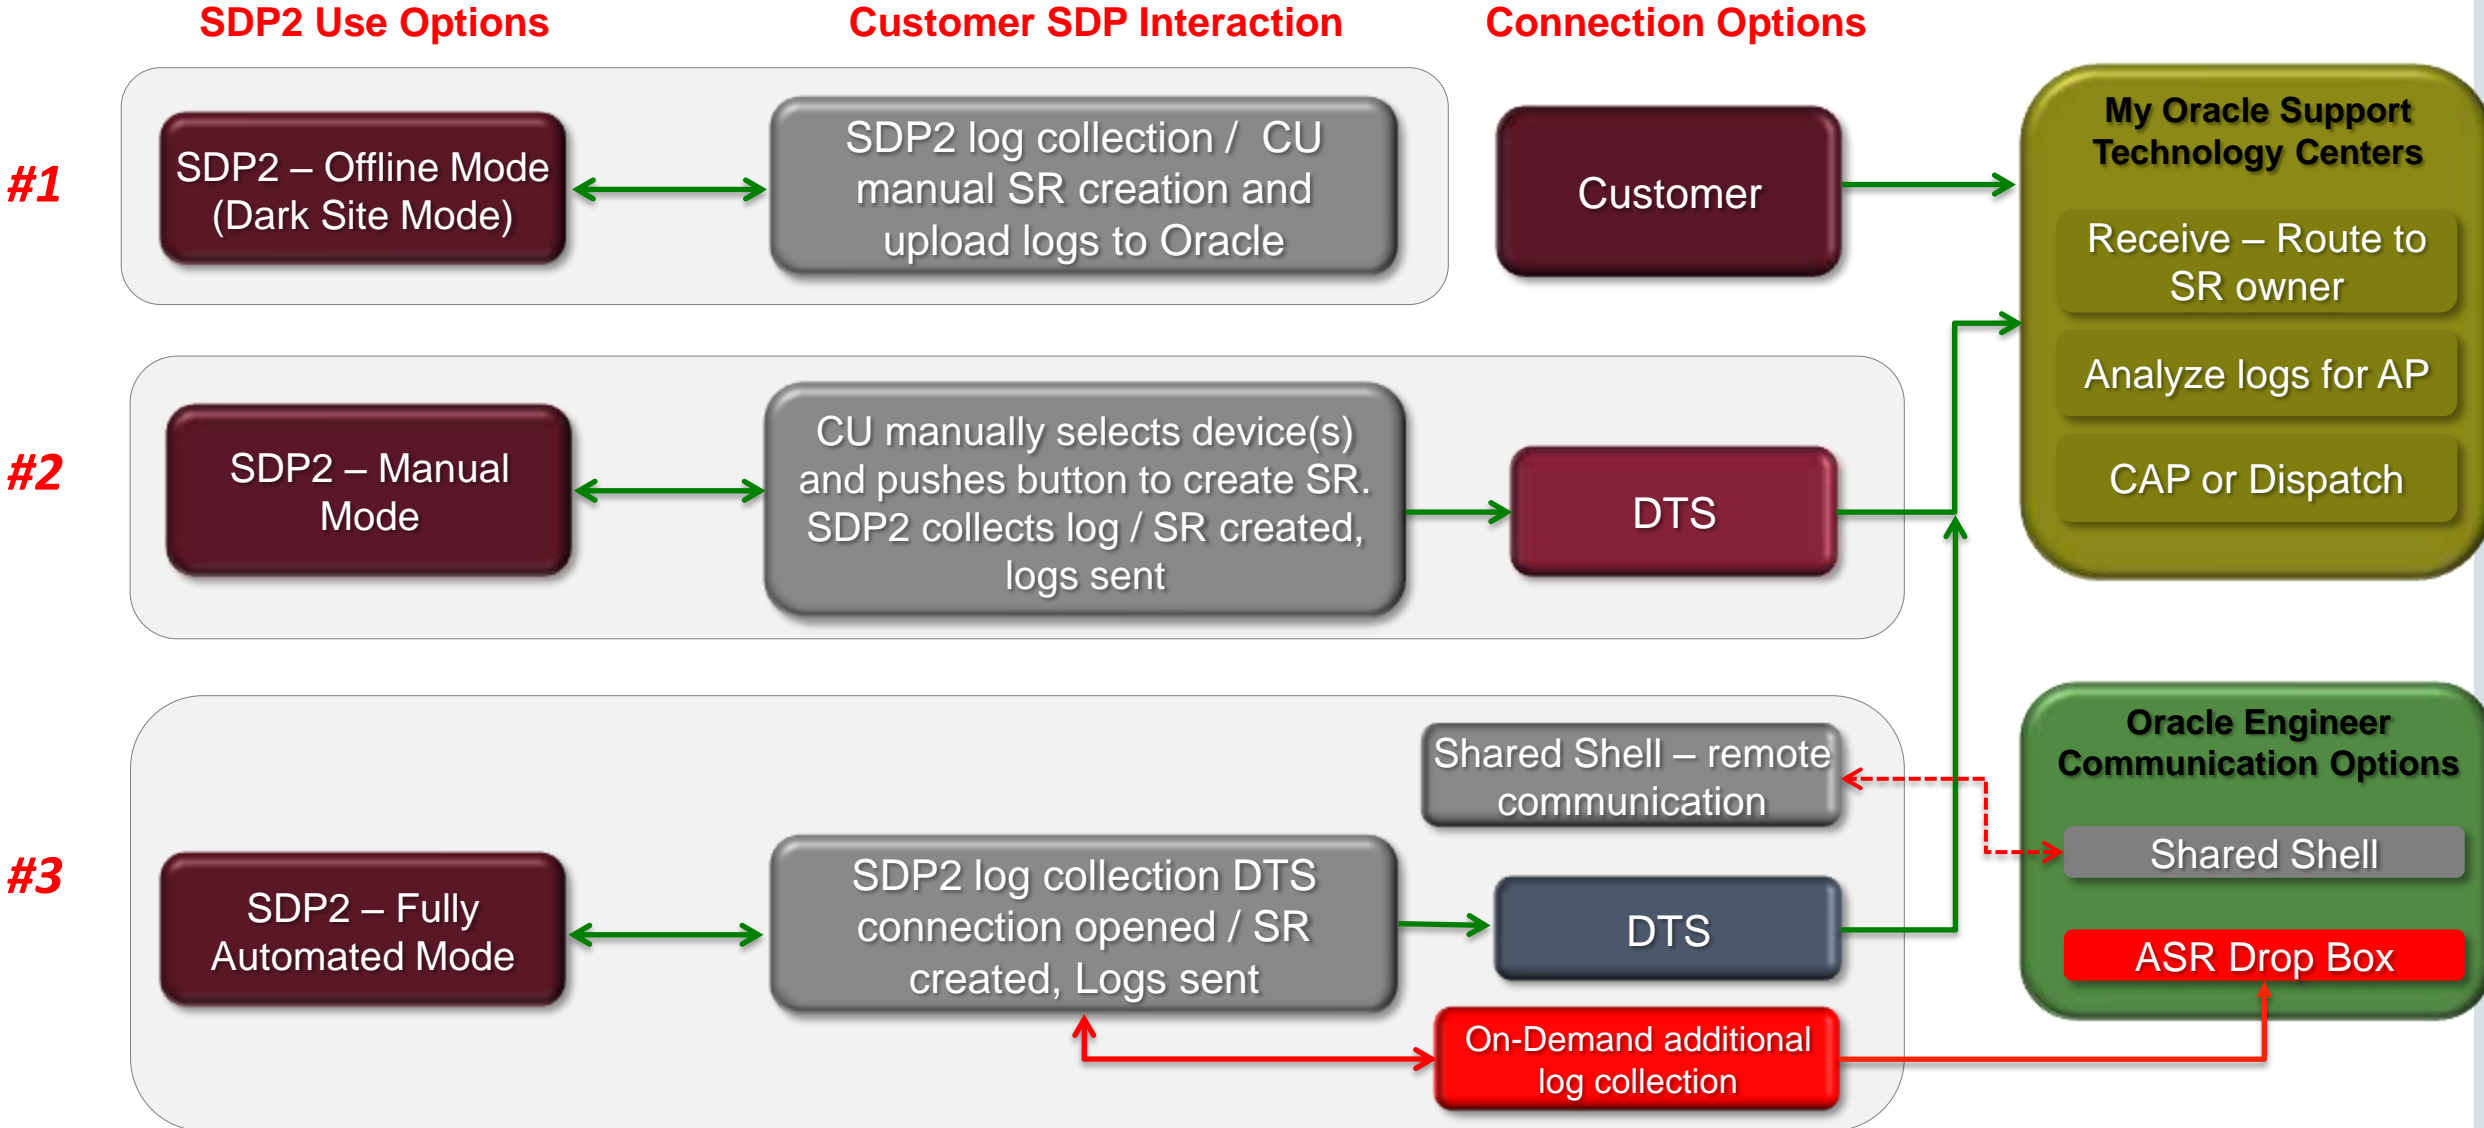 SDP2 Use Options
Customer SDP Interaction
Connection Options
#1
SDP2 – Offline Mode
(Dark Site Mode)
SDP2 log collection / CU
manual SR creation and
upload logs to Oracle
Customer
My Oracle Support
Technology Centers
Receive – Route to
SR owner
Analyze logs for AP
CAP or Dispatch
#2
SDP2 – Manual
Mode
CU manually selects device(s)
and pushes button to create SR.
SDP2 collects log / SR created,
logs sent
DTS
#3
SDP2 – Fully
Automated Mode
SDP2 log collection DTS
connection opened / SR
created, Logs sent
Shared Shell – remote
communication
DTS
On-Demand additional
log collection
Oracle Engineer
Communication Options
Shared Shell
ASR Drop Box